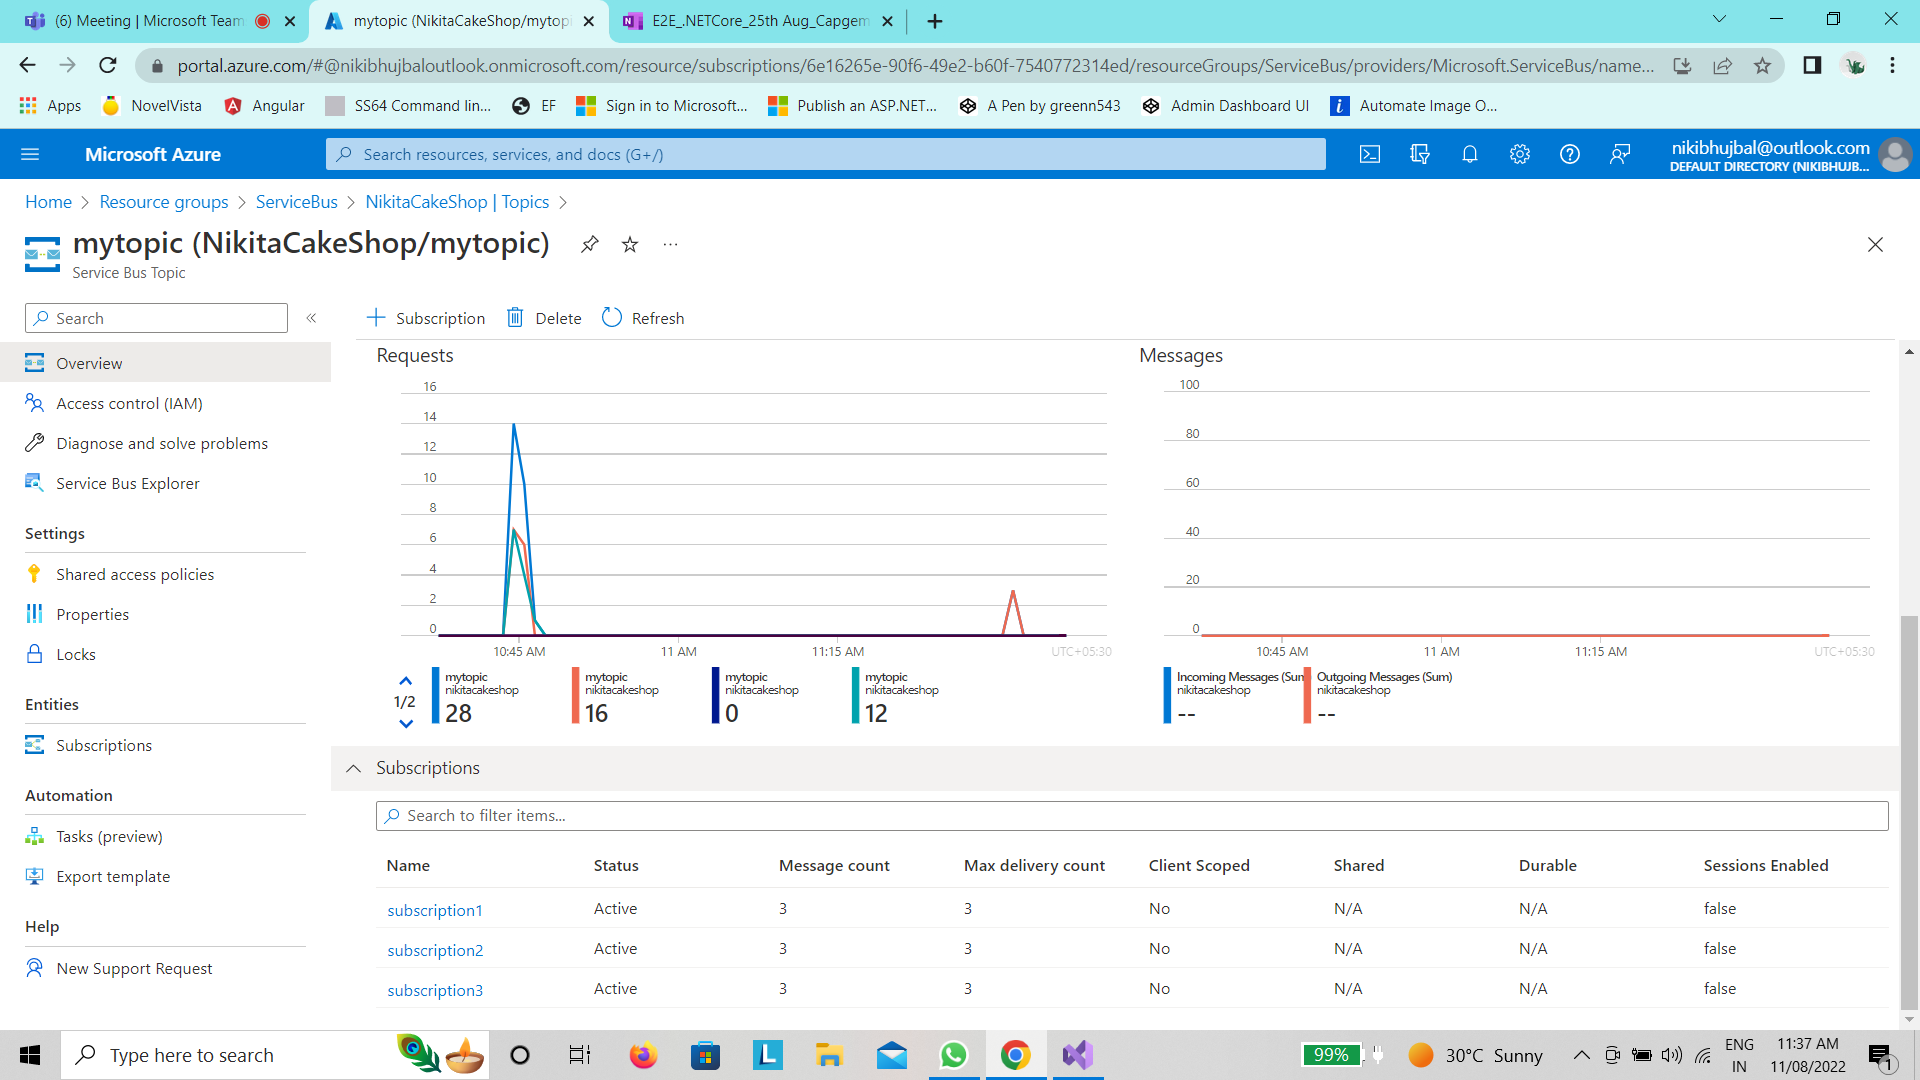 (6) Meeting | Microsoft Team
mytopic (NikitaCakeShop/mytopi
E2E_.NETCore_25th Aug_Capgem
portal.azure.com/#@nikibhujbaloutlook.onmicrosoft.com/resource/subscriptions/6e16265e-90f6-49e2-b60f-7540772314ed/resourceGroups/ServiceBus/providers/Microsoft.ServiceBus/name...
Apps
NovelVista
Angular
SS64 Command lin...
EF
Sign in to Microsoft...
Publish an ASP.NET...
A Pen by greenn543
Admin Dashboard UI
Automate Image O...
Microsoft Azure
Search resources, services, and docs (G+/)
nikibhujbal@outlook.com
DEFAULT DIRECTORY (NIKIBHUJB...
Home > Resource groups > ServiceBus > NikitaCakeShop | Topics >
mytopic (NikitaCakeShop/mytopic)
Service Bus Topic
Search
Subscription
Delete
Refresh
Overview
Access control (IAM)
Diagnose and solve problems
Service Bus Explorer
Settings
Shared access policies
Properties
Locks
Entities
Subscriptions
Automation
Tasks (preview)
Export template
Help
New Support Request
Requests
16
14
12
10
8
6
4
2
0
10:45 AM
11 AM
11:15 AM
UTC+05:30
1/2
mytopic
nikitacakeshop
28
mytopic
nikitacakeshop
16
mytopic
nikitacakeshop
0
mytopic
nikitacakeshop
12
Messages
100
80
60
40
20
0
10:45 AM
11 AM
11:15 AM
UTC+05:30
Incoming Messages (Sum
nikitacakeshop
--
Outgoing Messages (Sum)
nikitacakeshop
--
Subscriptions
Search to filter items...
Name Status Message count Max delivery count Client Scoped Shared Durable Sessions Enabled
subscription1 Active 3 3 No N/A N/A false
subscription2 Active 3 3 No N/A N/A false
subscription3 Active 3 3 No N/A N/A false
Type here to search
99%
30°C Sunny
ENG
IN
11:37 AM
11/08/2022
1